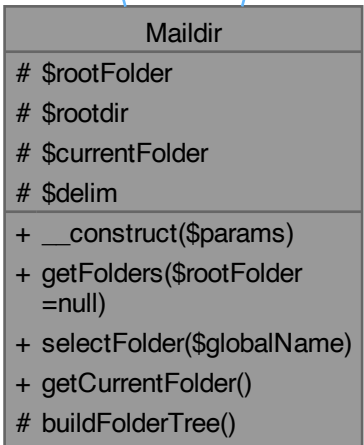 Maildir
# $rootFolder
# $rootdir
# $currentFolder
# $delim
+ __construct($params)
+ getFolders($rootFolder
=null)
+ selectFolder($globalName)
+ getCurrentFolder()
# buildFolderTree()